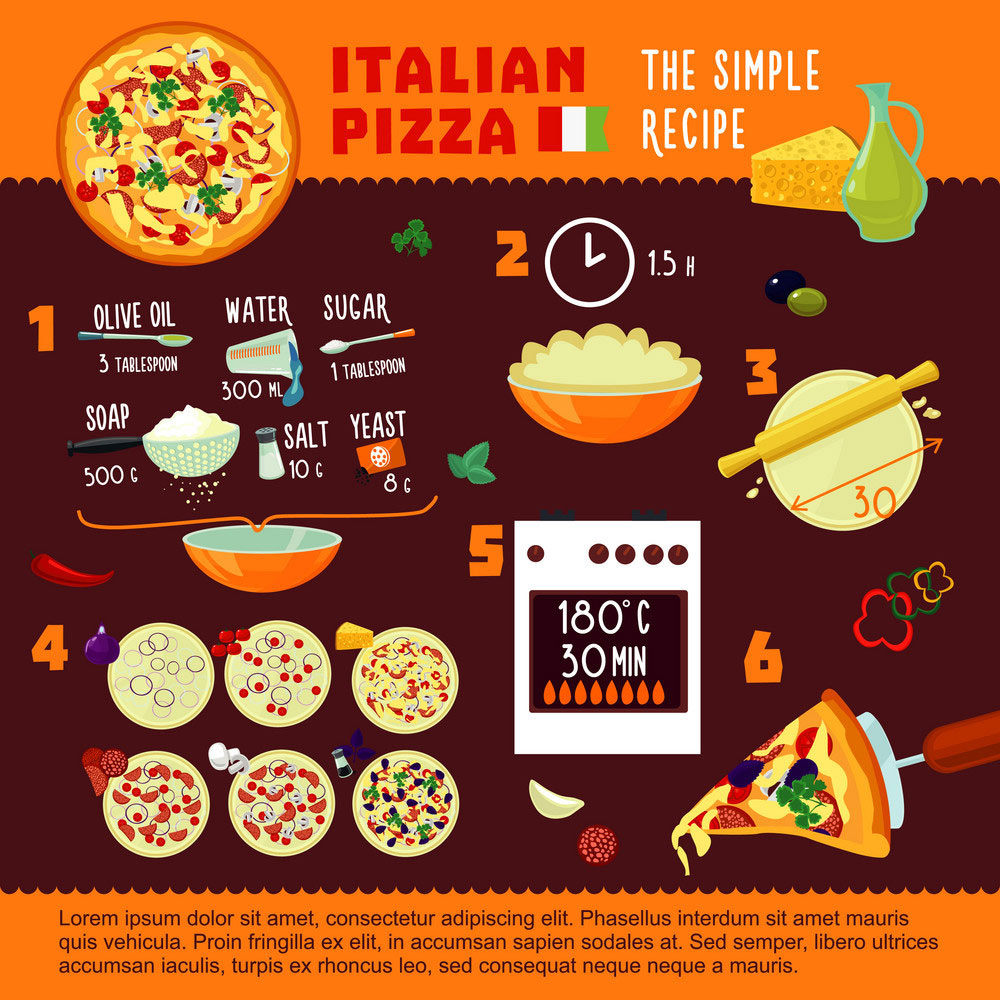 ITALIAN
PIZZA
THE SIMPLE
RECIPE
1
OLIVE OIL
3 TABLESPOON
WATER
300 ML
SUGAR
1 TABLESPOON
SOAP
500 G
SALT
10 G
YEAST
8 G
2
1.5 H
3
30
4
5
180°C
30 MIN
6
Lorem ipsum dolor sit amet, consectetur adipiscing elit. Phasellus interdum sit amet mauris
quis vehicula. Proin fringilla ex elit, in accumsan sapien sodales at. Sed semper, libero ultrices
accumsan iaculis, turpis ex rhoncus leo, sed consequat neque neque a mauris.